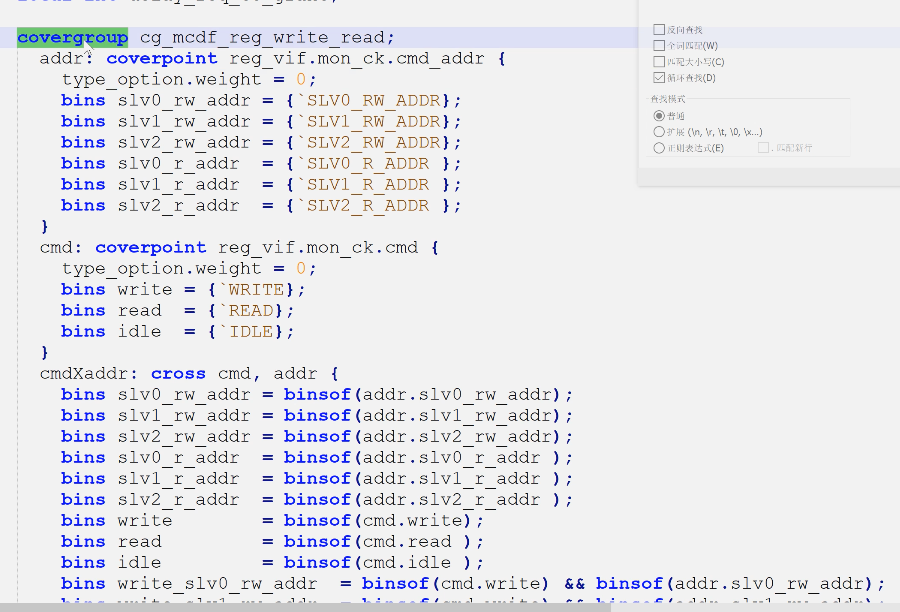 covergroup cg_mcdf_reg_write_read;
addr: coverpoint reg_vif.mon_ck.cmd_addr {
type_option.weight = 0;
bins slv0_rw_addr = {`SLV0_RW_ADDR};
bins slv1_rw_addr = {`SLV1_RW_ADDR};
bins slv2_rw_addr = {`SLV2_RW_ADDR};
bins slv0_r_addr  = {`SLV0_R_ADDR };
bins slv1_r_addr  = {`SLV1_R_ADDR };
bins slv2_r_addr  = {`SLV2_R_ADDR };
}
cmd: coverpoint reg_vif.mon_ck.cmd {
type_option.weight = 0;
bins write = {`WRITE};
bins read  = {`READ};
bins idle  = {`IDLE};
}
cmdXaddr: cross cmd, addr {
bins slv0_rw_addr = binsof(addr.slv0_rw_addr);
bins slv1_rw_addr = binsof(addr.slv1_rw_addr);
bins slv2_rw_addr = binsof(addr.slv2_rw_addr);
bins slv0_r_addr  = binsof(addr.slv0_r_addr );
bins slv1_r_addr  = binsof(addr.slv1_r_addr );
bins slv2_r_addr  = binsof(addr.slv2_r_addr );
bins write        = binsof(cmd.write);
bins read         = binsof(cmd.read );
bins idle         = binsof(cmd.idle );
bins write_slv0_rw_addr  = binsof(cmd.write) && binsof(addr.slv0_rw_addr);
反向查找
全词匹配(W)
匹配大小写(C)
循环查找(D)
查找模式
普通
扩展 (\n, \r, \t, \0, \x...)
正则表达式(E)
. 匹配新行